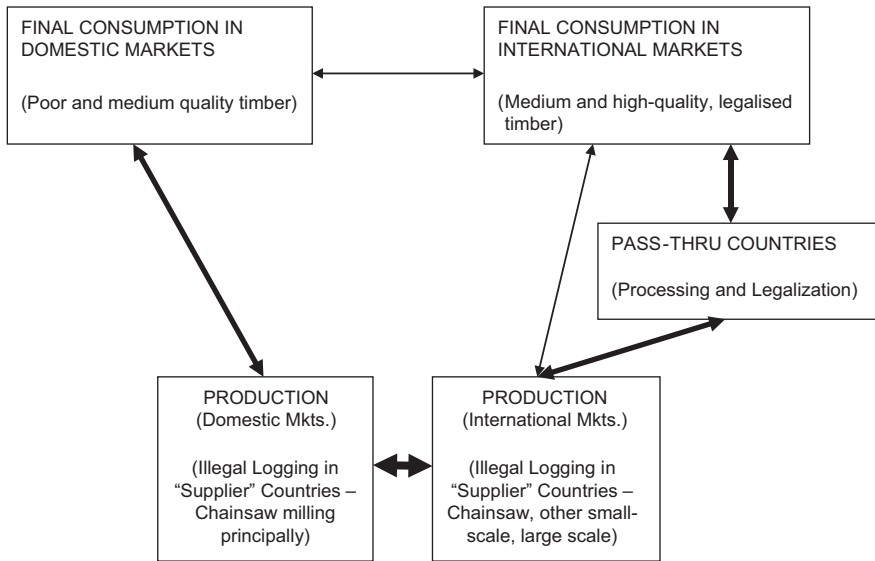 FINAL CONSUMPTION IN
DOMESTIC MARKETS
(Poor and medium quality timber)
FINAL CONSUMPTION IN
INTERNATIONAL MARKETS
(Medium and high-quality, legalised
timber)
PASS-THRU COUNTRIES
(Processing and Legalization)
PRODUCTION
(Domestic Mkts.)
(Illegal Logging in
“Supplier” Countries –
Chainsaw milling
principally)
PRODUCTION
(International Mkts.)
(Illegal Logging in
“Supplier” Countries –
Chainsaw, other small-
scale, large scale)